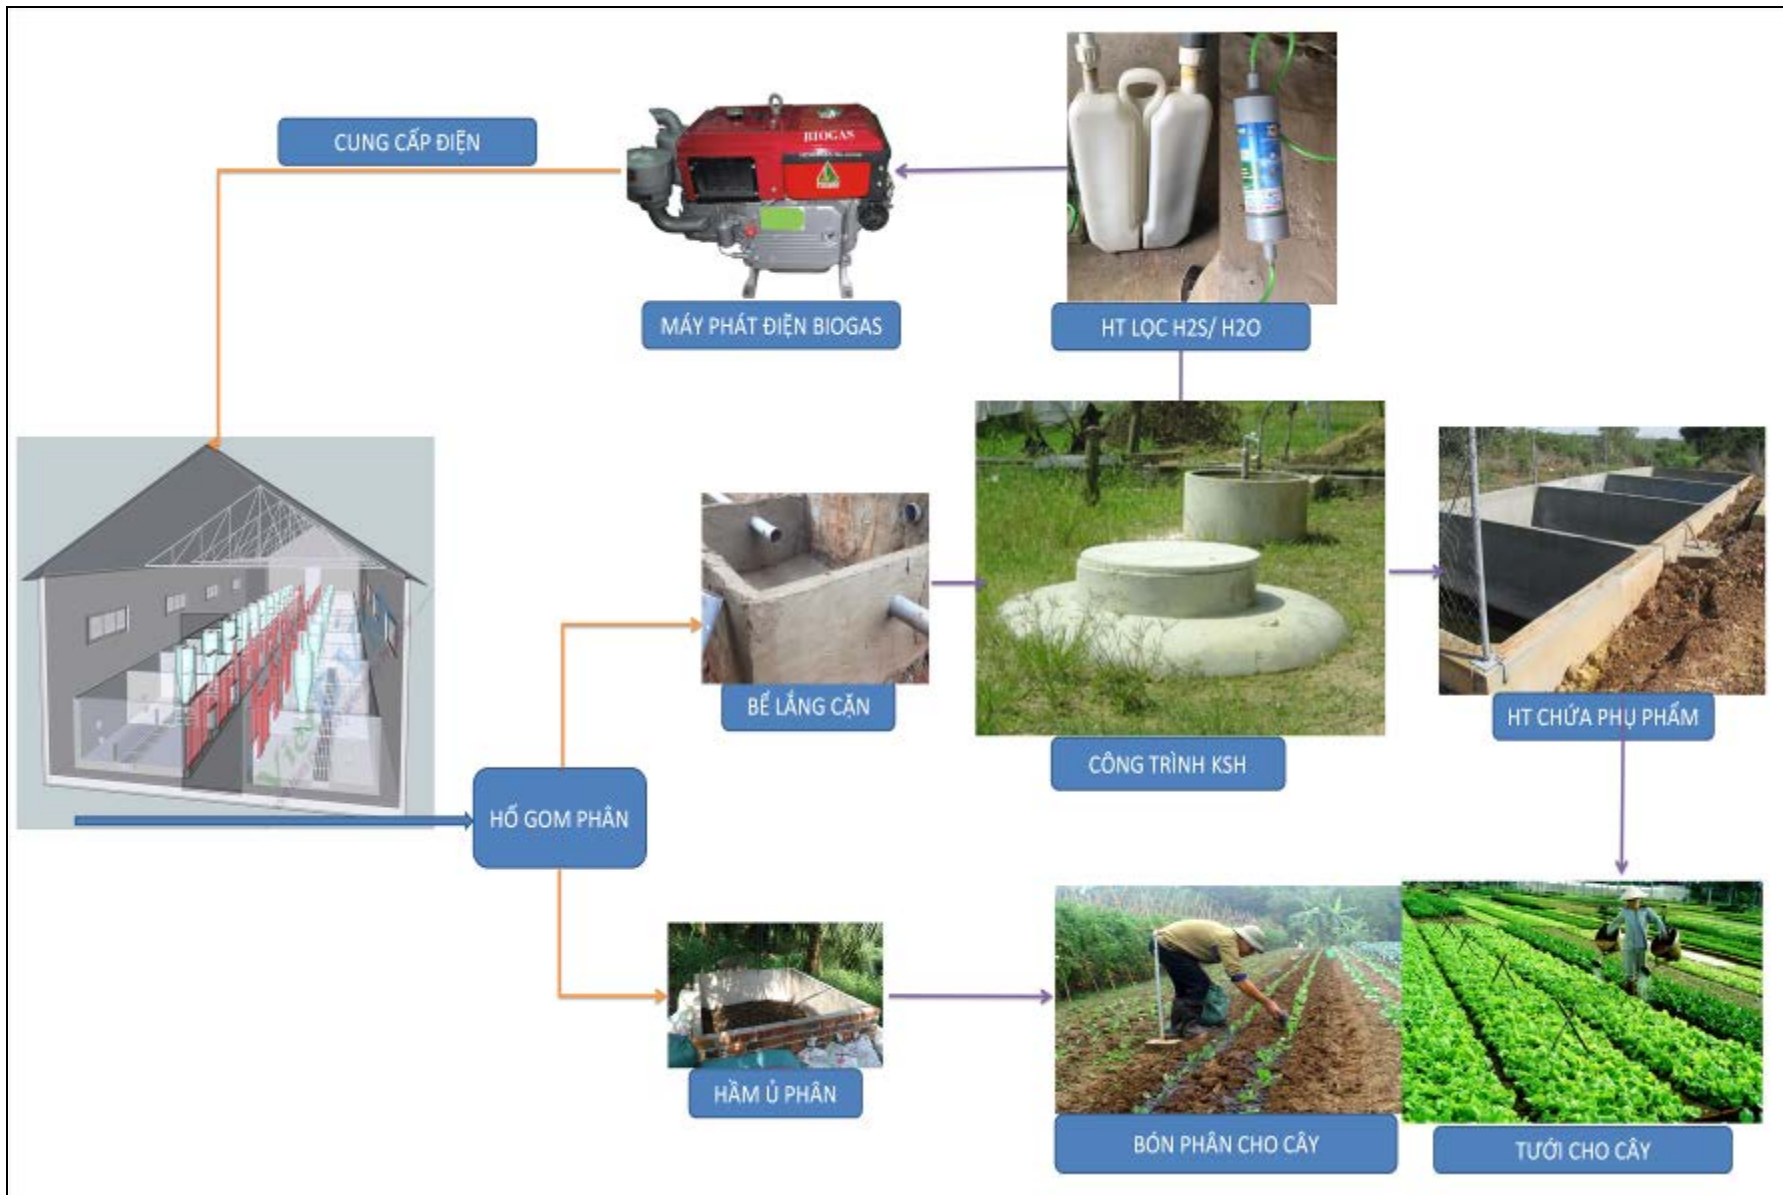 CUNG CẤP ĐIỆN
BIOGAS
MÁY PHÁT ĐIỆN BIOGAS
HT LỌC H2S/ H2O
BỂ LẮNG CẶN
CÔNG TRÌNH KSH
HT CHỨA PHỤ PHẨM
HỐ GOM PHÂN
HẦM Ủ PHÂN
BÓN PHÂN CHO CÂY
TƯỚI CHO CÂY